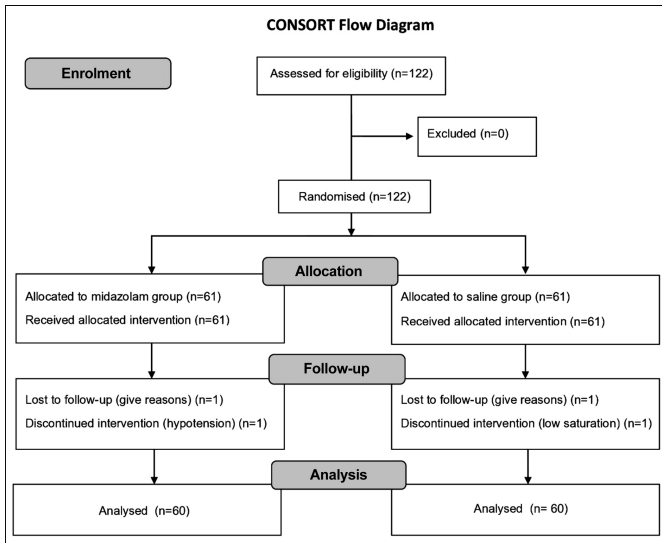 CONSORT Flow Diagram
Enrolment
Assessed for eligibility (n=122)
Excluded (n=0)
Randomised (n=122)
Allocation
Allocated to midazolam group (n=61)
Received allocated intervention (n=61)
Allocated to saline group (n=61)
Received allocated intervention (n=61)
Follow-up
Lost to follow-up (give reasons) (n=1)
Discontinued intervention (hypotension) (n=1)
Lost to follow-up (give reasons) (n=1)
Discontinued intervention (low saturation) (n=1)
Analysis
Analysed (n=60)
Analysed (n= 60)